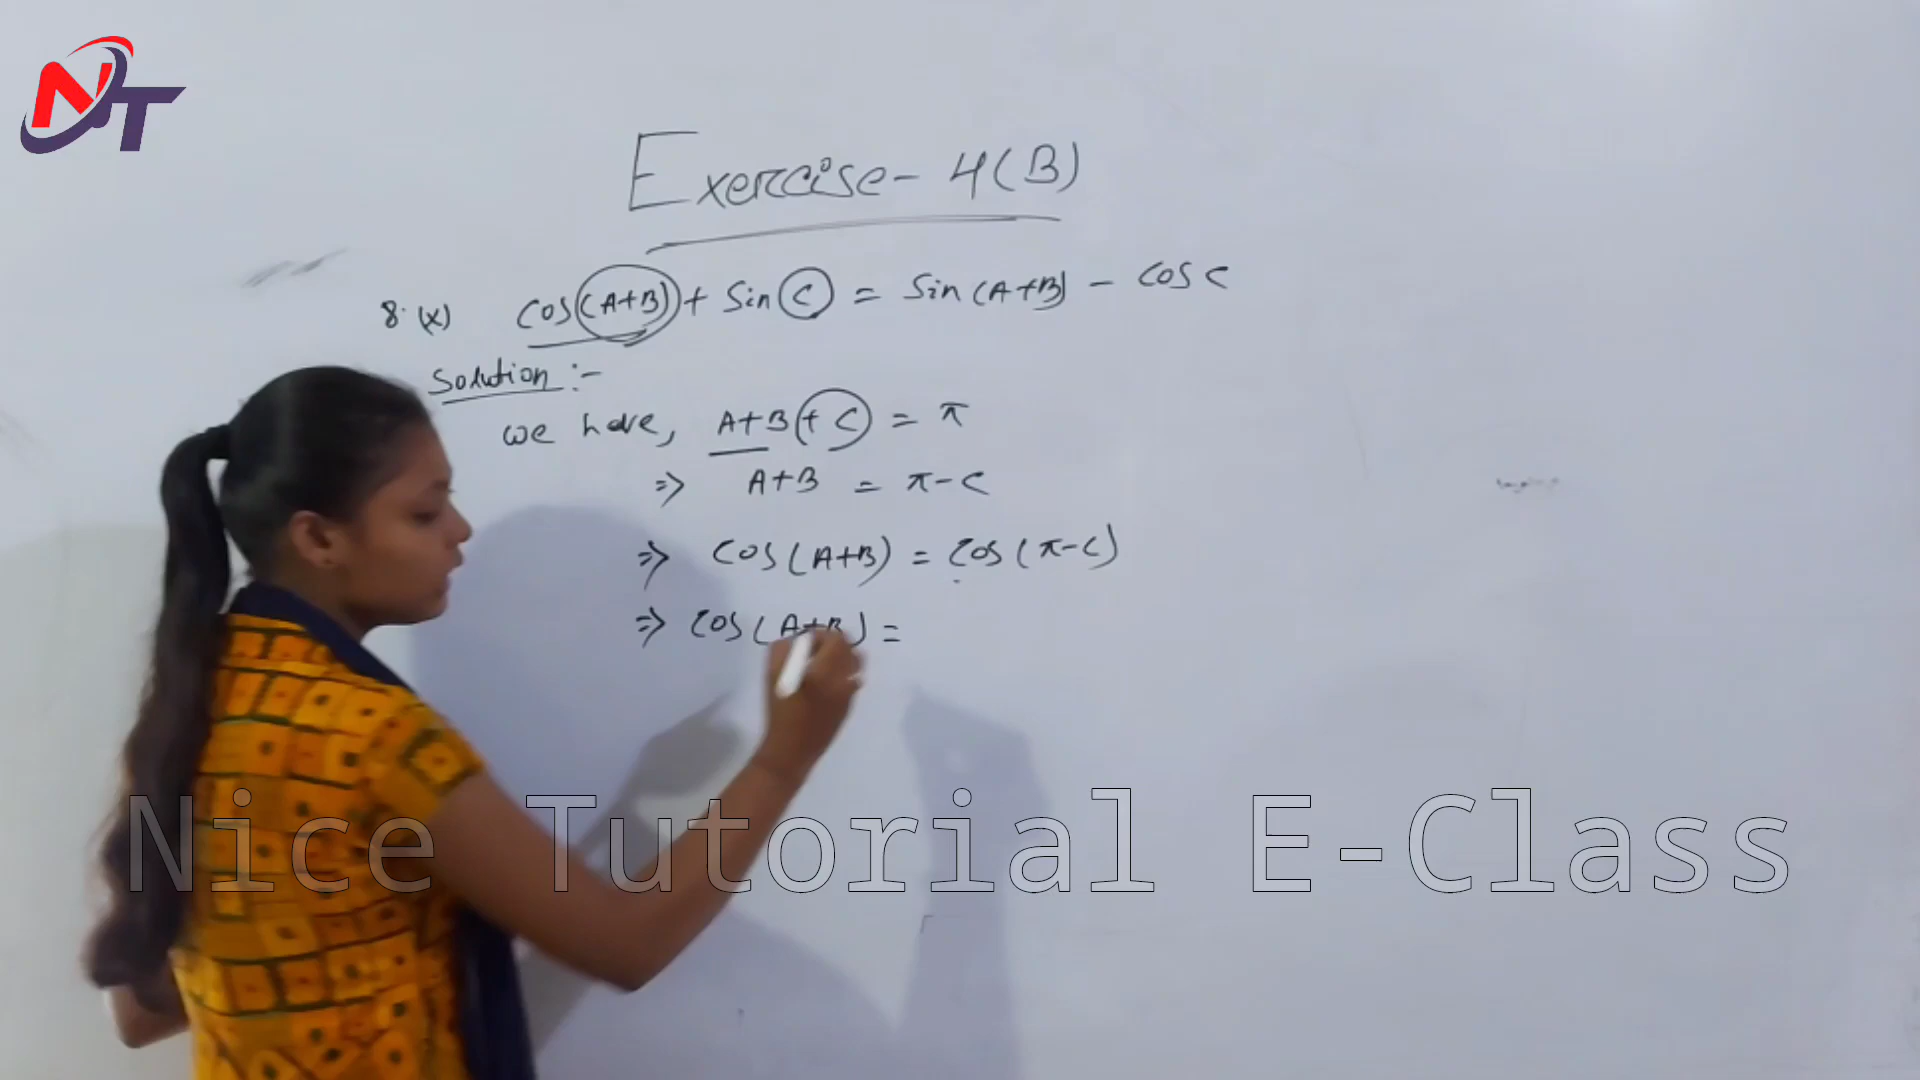 NT
Exercise- 4(B)
8. (x) cos(A+B) + Sin C = Sin (A+B) - cos C
Solution :-
we have, A+B+C = π
⇒ A+B = π-C
⇒ cos(A+B) = cos(π-C)
⇒ cos(A+B) =
Nice Tutorial E-Class